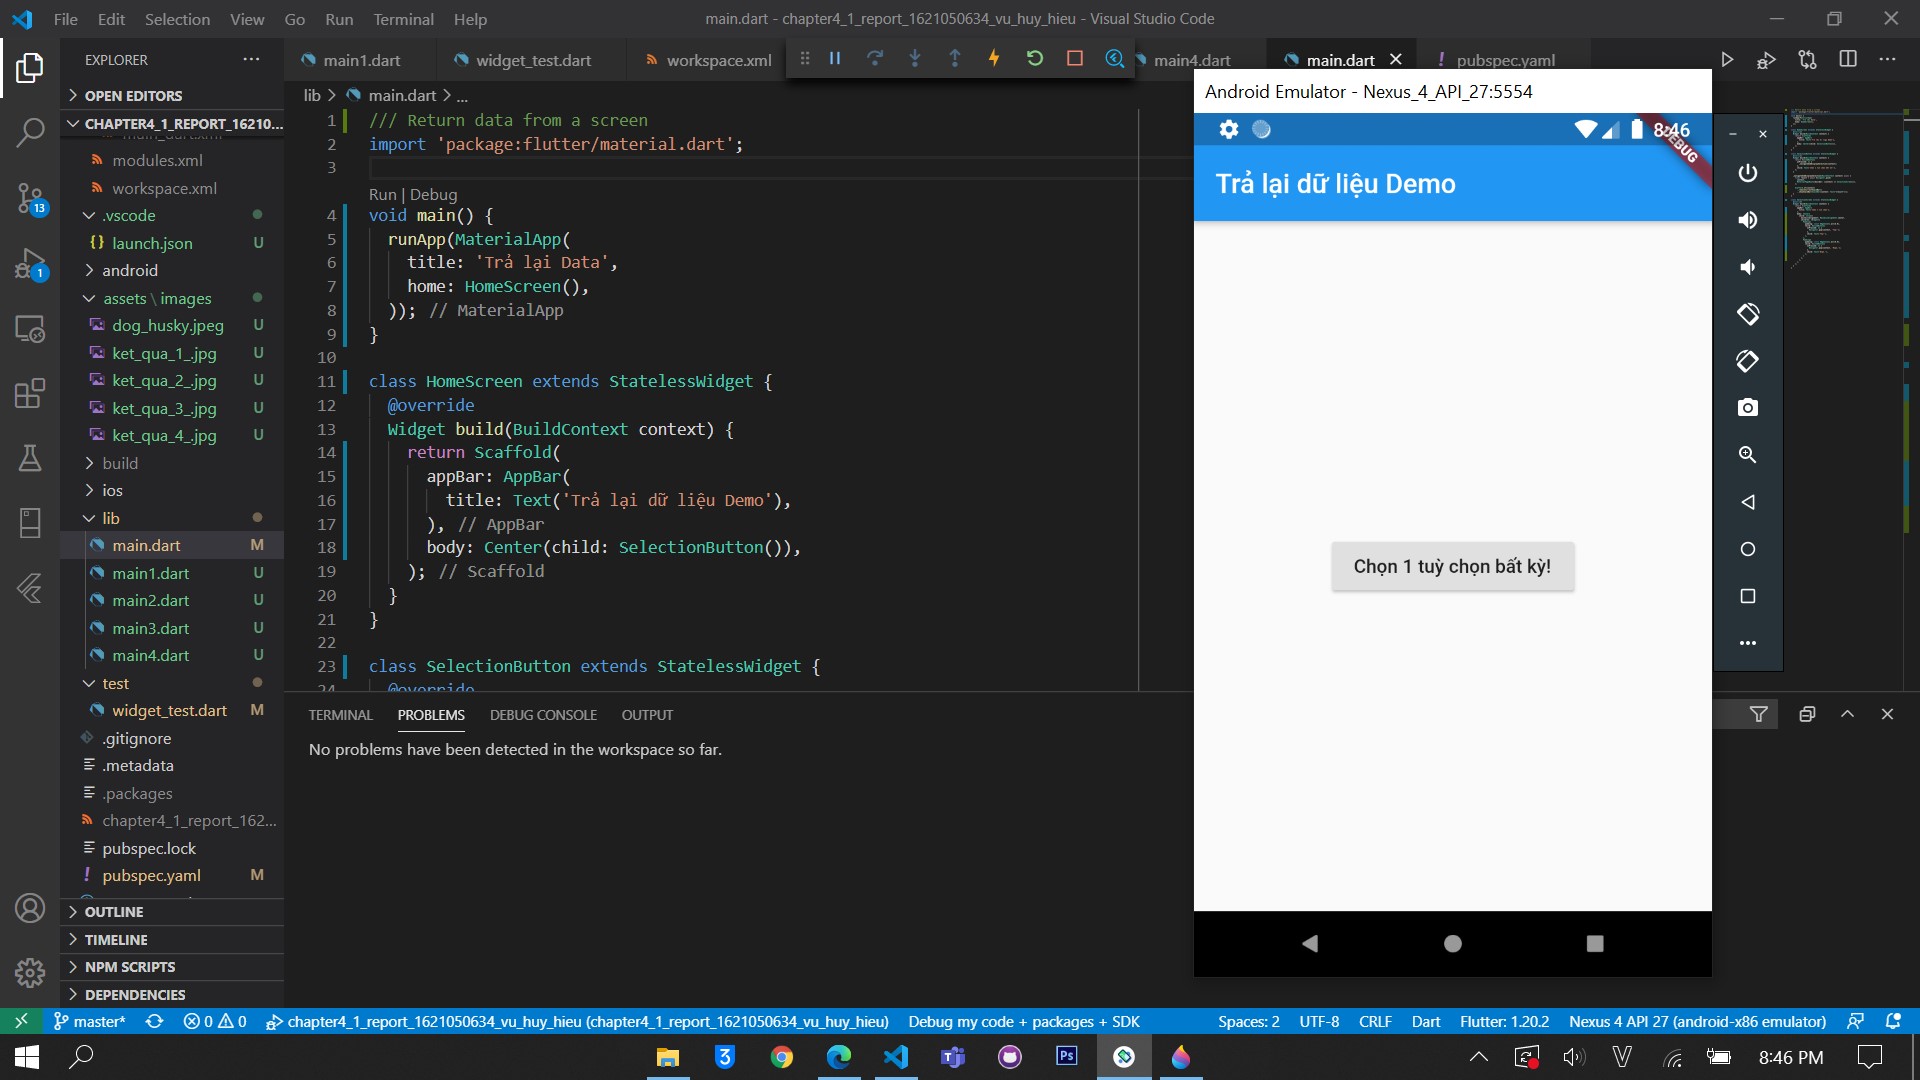 File Edit Selection View Go Run Terminal Help
main.dart - chapter4_1_report_1621050634_vu_huy_hieu - Visual Studio Code
EXPLORER
main1.dart
widget_test.dart
workspace.xml
main4.dart
main.dart
pubspec.yaml
OPEN EDITORS
CHAPTER4_1_REPORT_16210...
modules.xml
workspace.xml
.vscode
launch.json U
android
assets \ images
dog_husky.jpeg U
ket_qua_1_.jpg U
ket_qua_2_.jpg U
ket_qua_3_.jpg U
ket_qua_4_.jpg U
build
ios
lib
main.dart M
main1.dart U
main2.dart U
main3.dart U
main4.dart U
test
widget_test.dart M
.gitignore
.metadata
.packages
chapter4_1_report_162...
pubspec.lock
pubspec.yaml M
OUTLINE
TIMELINE
NPM SCRIPTS
DEPENDENCIES
13
1
lib > main.dart > ...
1 /// Return data from a screen
2 import 'package:flutter/material.dart';
3
Run | Debug
4 void main() {
5 runApp(MaterialApp(
6 title: 'Trả lại Data',
7 home: HomeScreen(),
8 )); // MaterialApp
9 }
10
11 class HomeScreen extends StatelessWidget {
12 @override
13 Widget build(BuildContext context) {
14 return Scaffold(
15 appBar: AppBar(
16 title: Text('Trả lại dữ liệu Demo'),
17 ), // AppBar
18 body: Center(child: SelectionButton()),
19 ); // Scaffold
20 }
21 }
22
23 class SelectionButton extends StatelessWidget {
24 @override
TERMINAL PROBLEMS DEBUG CONSOLE OUTPUT
No problems have been detected in the workspace so far.
Android Emulator - Nexus_4_API_27:5554
8:46
DEBUG
Trả lại dữ liệu Demo
Chọn 1 tuỳ chọn bất kỳ!
master* 0 0 chapter4_1_report_1621050634_vu_huy_hieu (chapter4_1_report_1621050634_vu_huy_hieu) Debug my code + packages + SDK
Spaces: 2 UTF-8 CRLF Dart Flutter: 1.20.2 Nexus 4 API 27 (android-x86 emulator)
3
Ps
V
8:46 PM